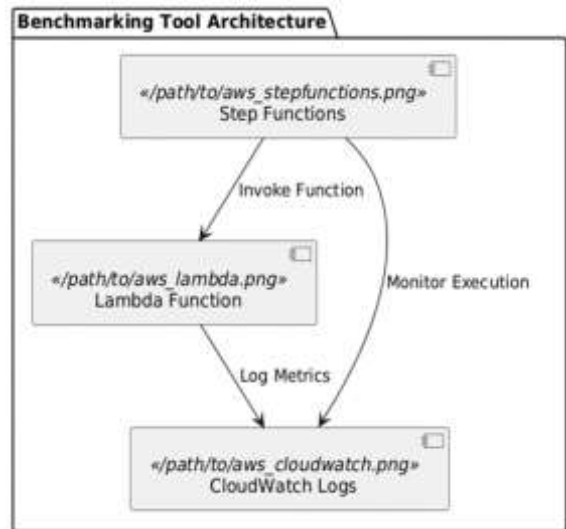 Benchmarking Tool Architecture
«/path/to/aws_stepfunctions.png»
Step Functions
Invoke Function
«/path/to/aws_lambda.png»
Lambda Function
Monitor Execution
Log Metrics
«/path/to/aws_cloudwatch.png»
CloudWatch Logs